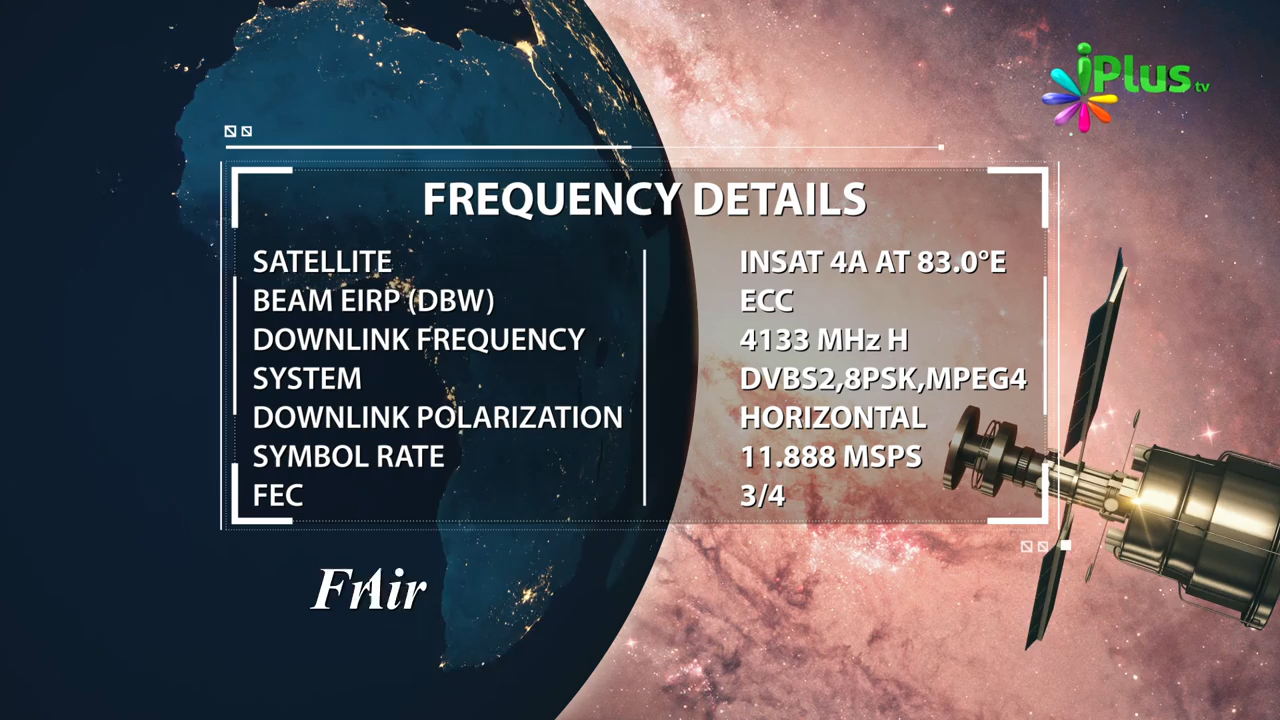 iPlus tv
FREQUENCY DETAILS
SATELLITE INSAT 4A AT 83.0°E
BEAM EIRP (DBW) ECC
DOWNLINK FREQUENCY 4133 MHz H
SYSTEM DVBS2,8PSK,MPEG4
DOWNLINK POLARIZATION HORIZONTAL
SYMBOL RATE 11.888 MSPS
FEC 3/4